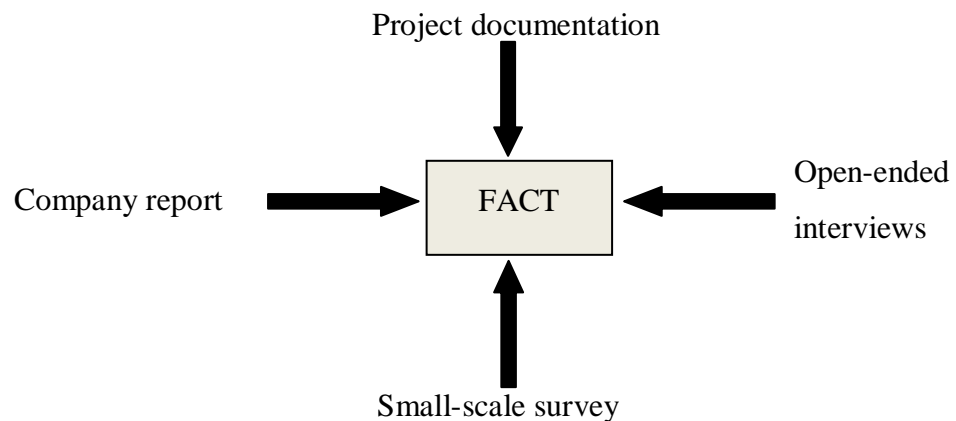 Project documentation
Company report
FACT
Open-ended
interviews
Small-scale survey